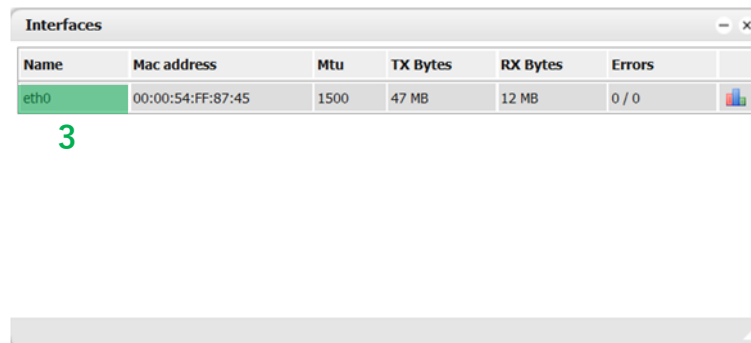 Interfaces
Name Mac address Mtu TX Bytes RX Bytes Errors
eth0 00:00:54:FF:87:45 1500 47 MB 12 MB 0 / 0
3